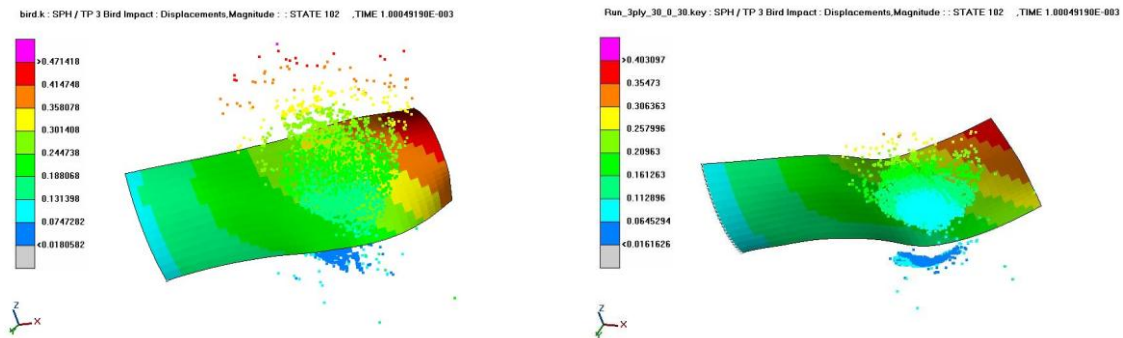 bird.k : SPH / TP 3 Bird Impact : Displacements,Magnitude : : STATE 102 ,TIME 1.00049190E-003
>0.471418
0.414748
0.358078
0.301408
0.244738
0.188068
0.131398
0.0747282
<0.0180582
Z
X
Y
Run_3ply_30_0_30.key : SPH / TP 3 Bird Impact : Displacements,Magnitude : : STATE 102 ,TIME 1.00049190E-003
>0.403097
0.35473
0.306363
0.257996
0.20963
0.161263
0.112896
0.0645294
<0.0161626
Z
X
Y